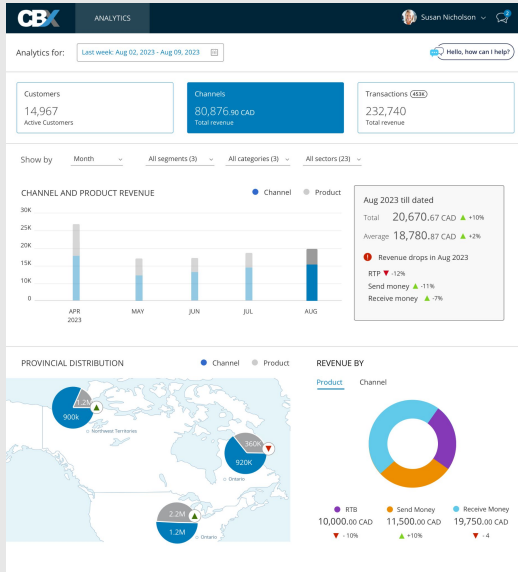 CBX ANALYTICS Susan Nicholson 2
Analytics for: Last week: Aug 02, 2023 - Aug 09, 2023 Hello, how can I help?
Customers
14,967
Active Customers
Channels
80,876.90 CAD
Total revenue
Transactions 453K
232,740
Total revenue
Show by Month All segments (3) All categories (3) All sectors (23)
CHANNEL AND PRODUCT REVENUE Channel Product
30K
25K
20K
15K
10K
0
APR MAY JUN JUL AUG
2023
Aug 2023 till dated
Total 20,670.67 CAD ▲ +10%
Average 18,780.87 CAD ▲ +2%
! Revenue drops in Aug 2023
RTP ▼ -12%
Send money ▲ -11%
Receive money ▲ -7%
PROVINCIAL DISTRIBUTION Channel Product
1.2M
900k
Northwest Territories
360K
920K
Ontario
2.2M
1.2M
Ontario
REVENUE BY
Product Channel
RTB Send Money Receive Money
10,000.00 CAD 11,500.00 CAD 19,750.00 CAD
▼ - 10% ▲ +10% ▼ - 4